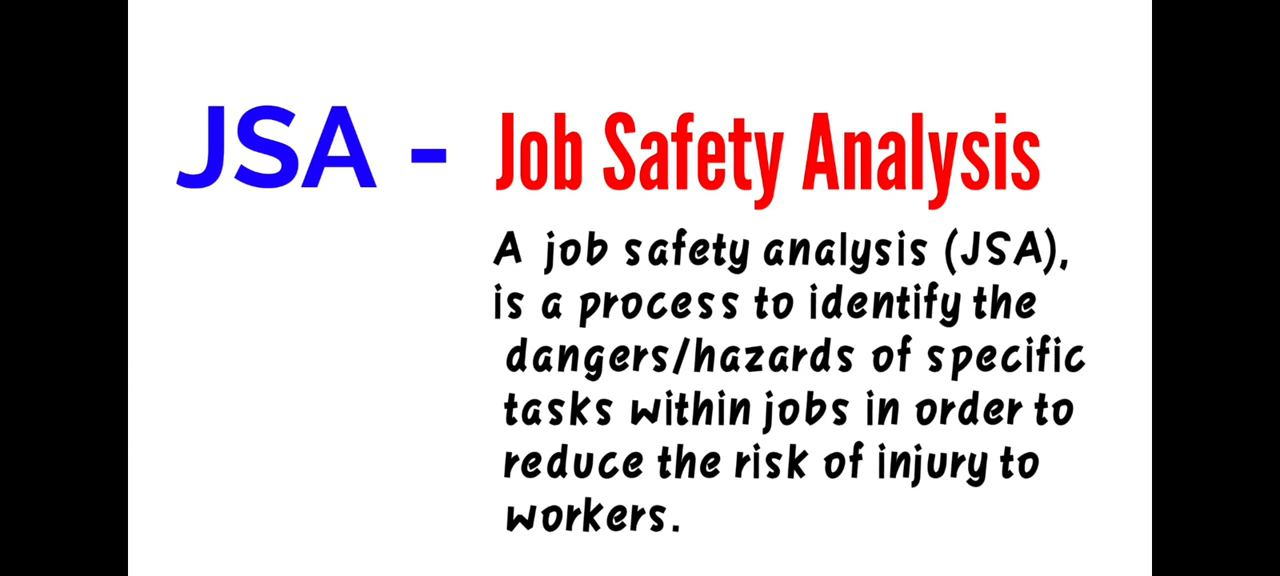 JSA - Job Safety Analysis
A job safety analysis (JSA),
is a process to identify the
dangers/hazards of specific
tasks within jobs in order to
reduce the risk of injury to
workers.